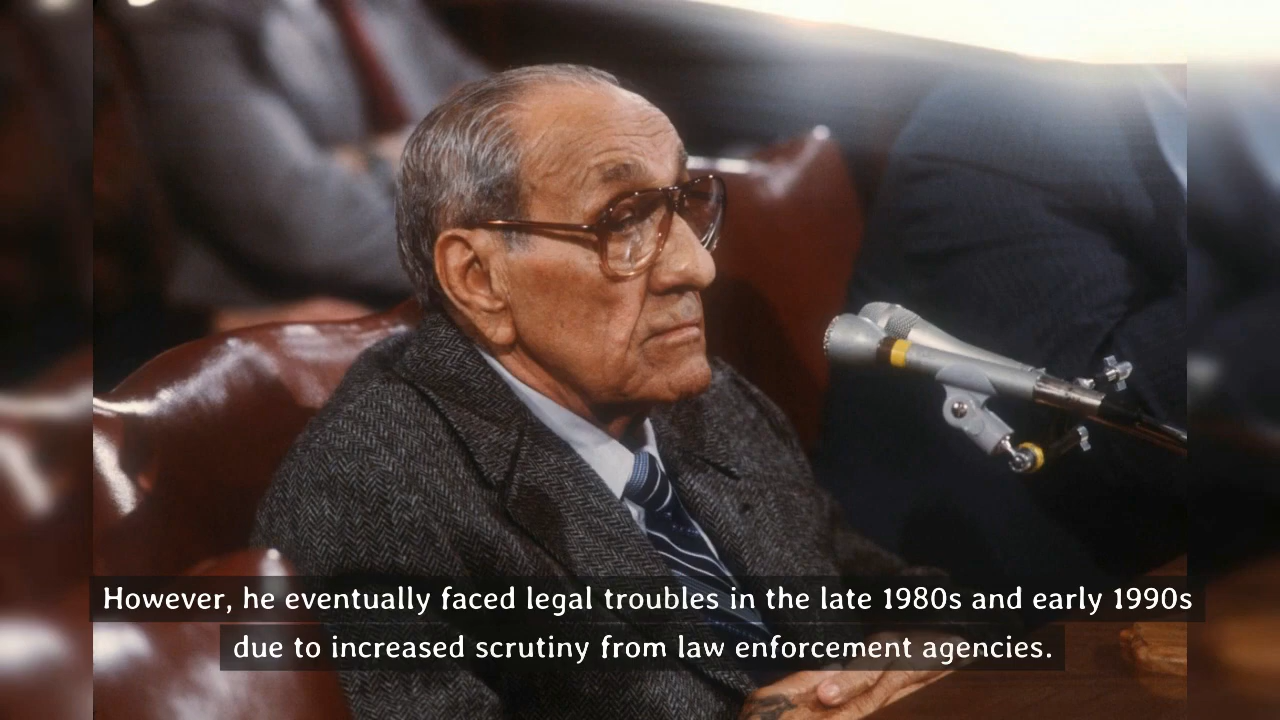 However, he eventually faced legal troubles in the late 1980s and early 1990s
due to increased scrutiny from law enforcement agencies.